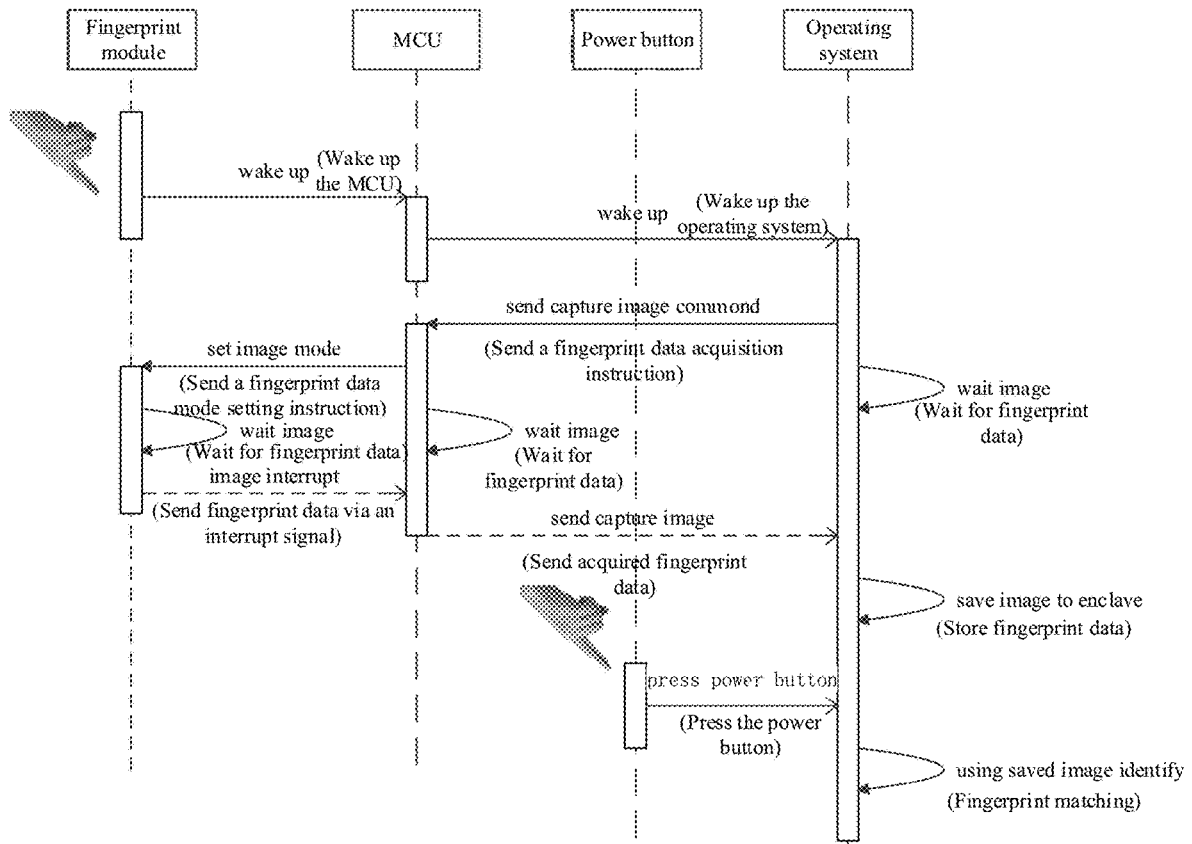 Fingerprint
module
MCU
Power button
Operating
system
wake up
(Wake up
the MCU)
wake up
(Wake up the
operating system)
send capture image commond
(Send a fingerprint data acquisition
instruction)
set image mode
(Send a fingerprint data
mode setting instruction)
wait image
(Wait for fingerprint data)
wait image
(Wait for
fingerprint data)
wait image
(Wait for fingerprint
data)
image interrupt
(Send fingerprint data via an
interrupt signal)
send capture image
(Send acquired fingerprint
data)
save image to enclave
(Store fingerprint data)
press power button
(Press the power
button)
using saved image identify
(Fingerprint matching)